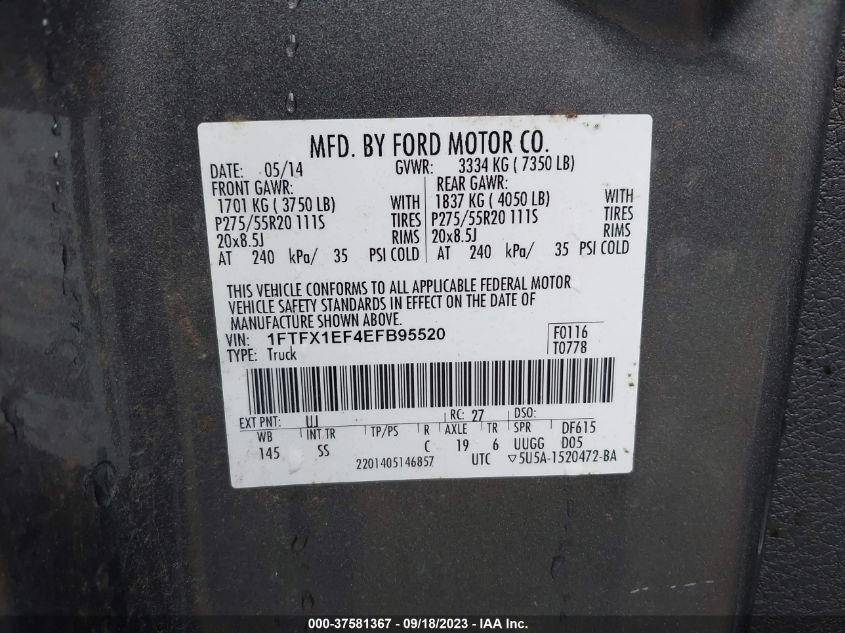 MFD. BY FORD MOTOR CO.
DATE: 05/14 GVWR: 3334 KG ( 7350 LB)
FRONT GAWR: REAR GAWR:
1701 KG ( 3750 LB) WITH 1837 KG ( 4050 LB) WITH
P275/55R20 111S TIRES P275/55R20 111S TIRES
20x8.5J RIMS 20x8.5J RIMS
AT 240 kPa/ 35 PSI COLD AT 240 kPa/ 35 PSI COLD
THIS VEHICLE CONFORMS TO ALL APPLICABLE FEDERAL MOTOR
VEHICLE SAFETY STANDARDS IN EFFECT ON THE DATE OF
MANUFACTURE SHOWN ABOVE.
VIN: 1FTFX1EF4EFB95520 F0116
TYPE: Truck T0778
EXT PNT: UJ RC: 27 DSO:
WB INT TR TP/PS R AXLE TR SPR DF615
145 SS C 19 6 UUGG D05
2201405146857 UTC ▽5U5A-1520472-BA
000-37581367 - 09/18/2023 - IAA Inc.